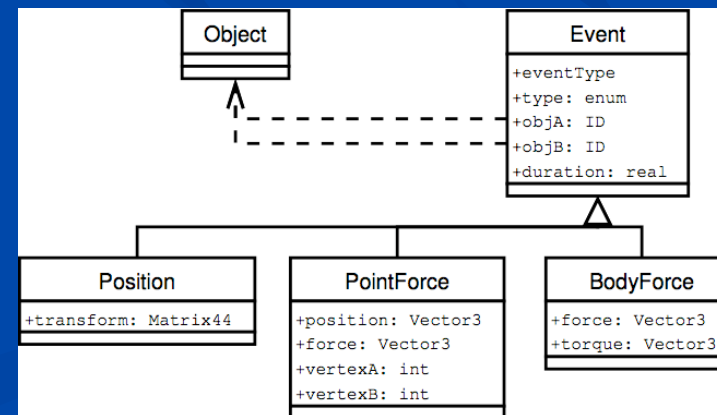 Object
Event
+eventType
+type: enum
+objA: ID
+objB: ID
+duration: real
Position
+transform: Matrix44
PointForce
+position: Vector3
+force: Vector3
+vertexA: int
+vertexB: int
BodyForce
+force: Vector3
+torque: Vector3